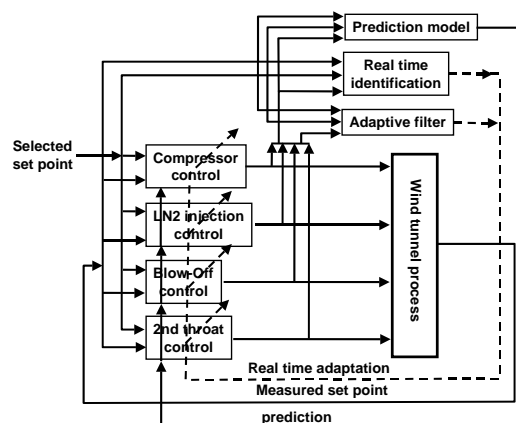 Prediction model
Real time
identification
Adaptive filter
Selected
set point
Compressor
control
LN2 injection
control
Blow-Off
control
2nd throat
control
Wind tunnel process
Real time adaptation
Measured set point
prediction